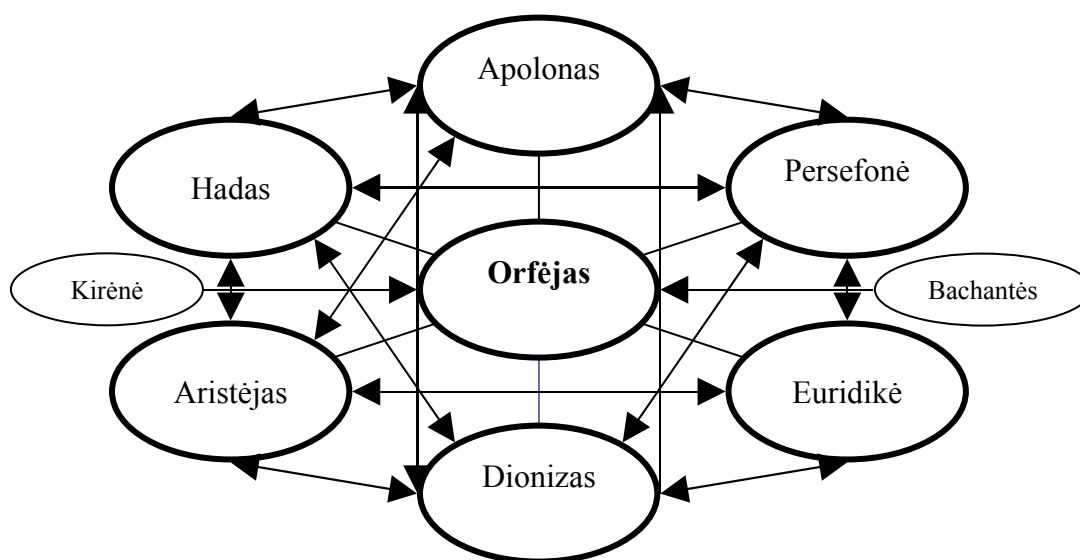 Apolonas
Hadas
Persefonė
Orfėjas
Kirėnė
Bachantės
Aristėjas
Euridikė
Dionizas